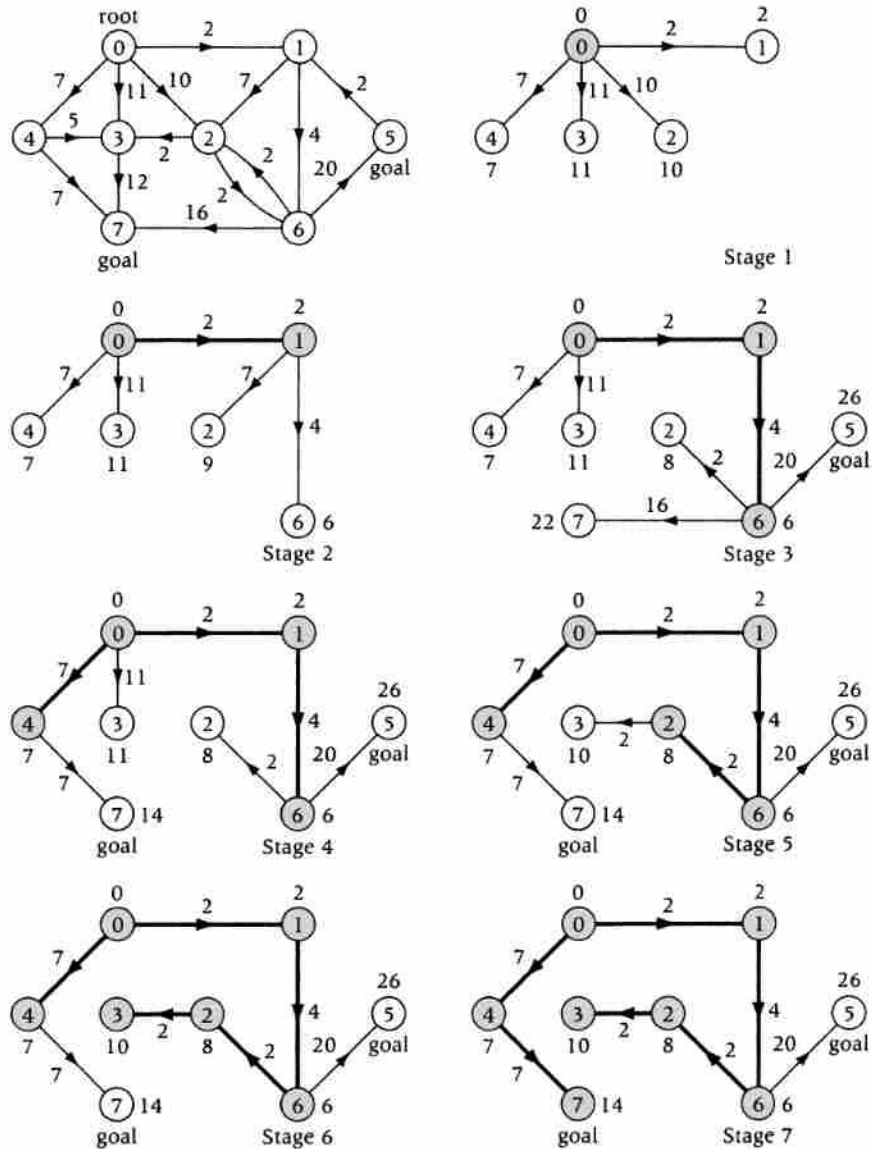 root
0 2 1
7 11 10 7 4 2
4 5 3 2 2 2 20 5
goal
7 12 2
7 16 6
goal
0 2
0 2 1
7 11 10
4 3 2
7 11 10
Stage 1
0 2
0 2 1
7 11 7 4
4 3 2
7 11 9
6 6
Stage 2
0 2
0 2 1
7 11 4 26
4 3 2 5
7 11 8 2 20 goal
22 7 16 6 6
Stage 3
0 2
0 2 1
7 11 4 26
4 3 2 5
7 11 8 2 20 goal
7
7 14 6 6
goal Stage 4
0 2
0 2 1
7 4 26
4 3 2 2 5
7 10 8 2 20 goal
7
7 14 6 6
goal Stage 5
0 2
0 2 1
7 4 26
4 3 2 2 5
7 10 8 2 20 goal
7
7 14 6 6
goal Stage 6
0 2
0 2 1
7 4 26
4 3 2 2 5
7 10 8 2 20 goal
7
7 14 6 6
goal Stage 7